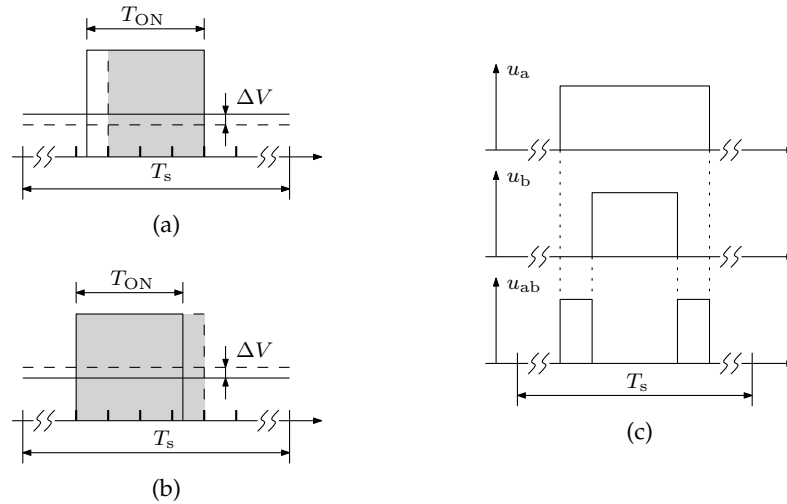 T_ON
ΔV
T_s
(a)
T_ON
ΔV
T_s
(b)
u_a
u_b
u_ab
T_s
(c)